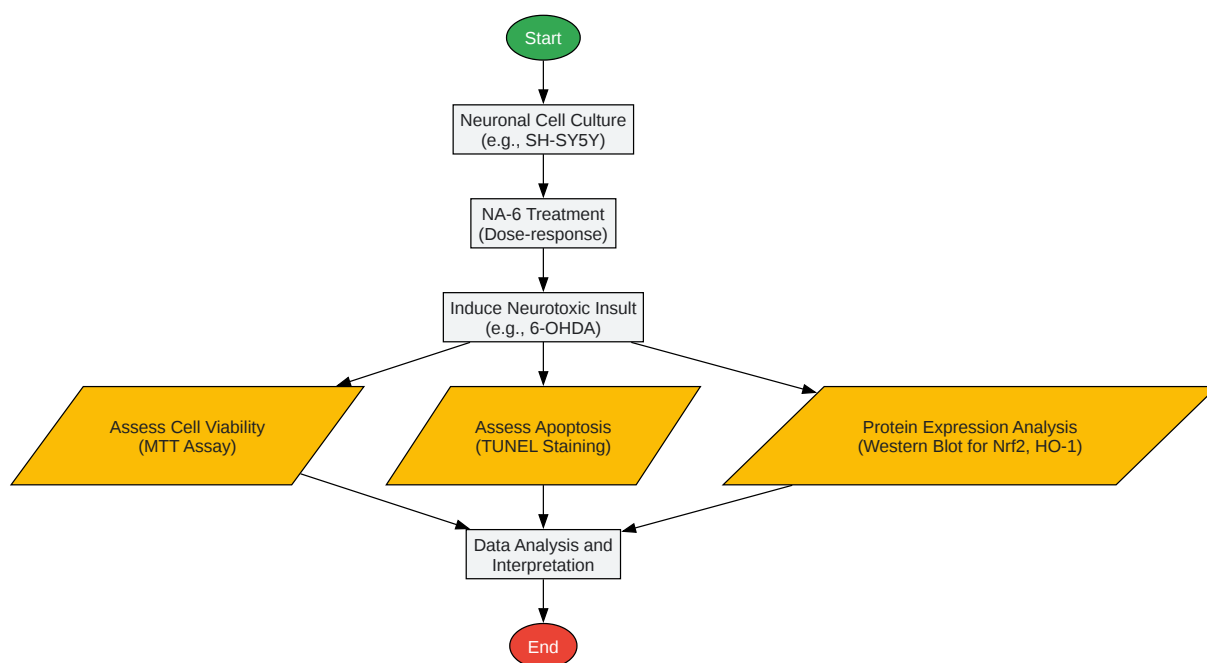 Start
Neuronal Cell Culture
(e.g., SH-SY5Y)
NA-6 Treatment
(Dose-response)
Induce Neurotoxic Insult
(e.g., 6-OHDA)
Assess Cell Viability
(MTT Assay)
Assess Apoptosis
(TUNEL Staining)
Protein Expression Analysis
(Western Blot for Nrf2, HO-1)
Data Analysis and
Interpretation
End